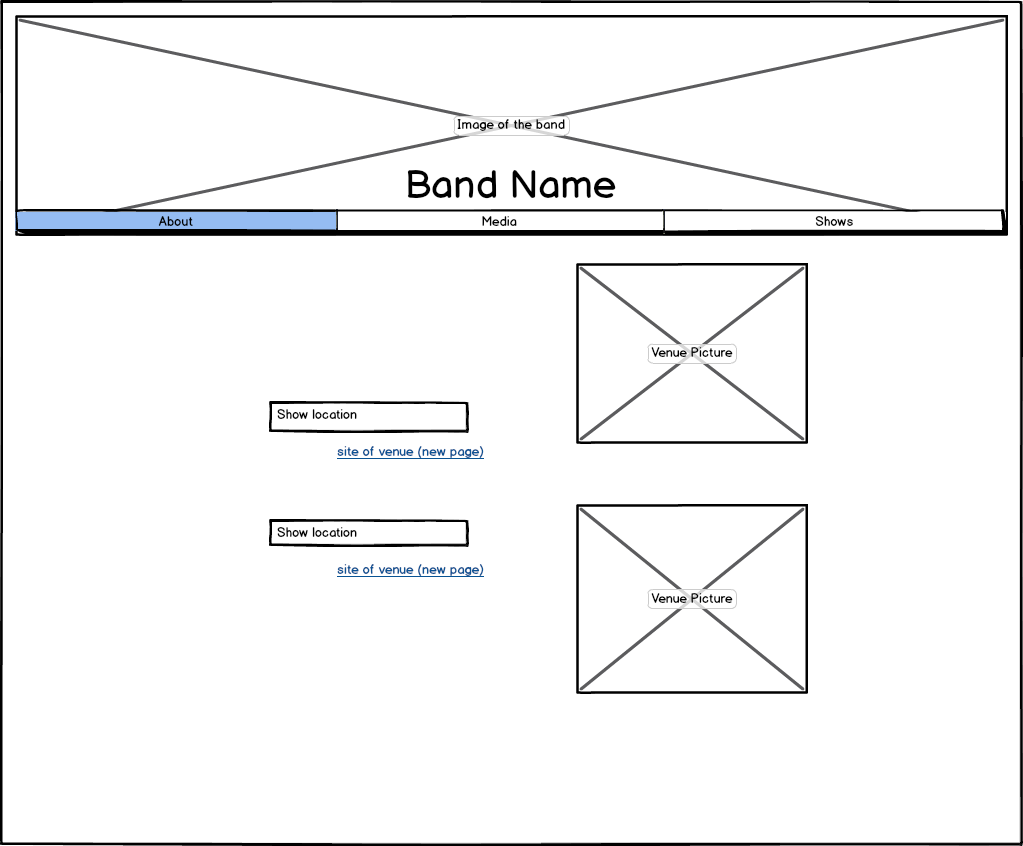 Image of the band
Band Name
About
Media
Shows
Venue Picture
Show location
site of venue (new page)
Show location
site of venue (new page)
Venue Picture